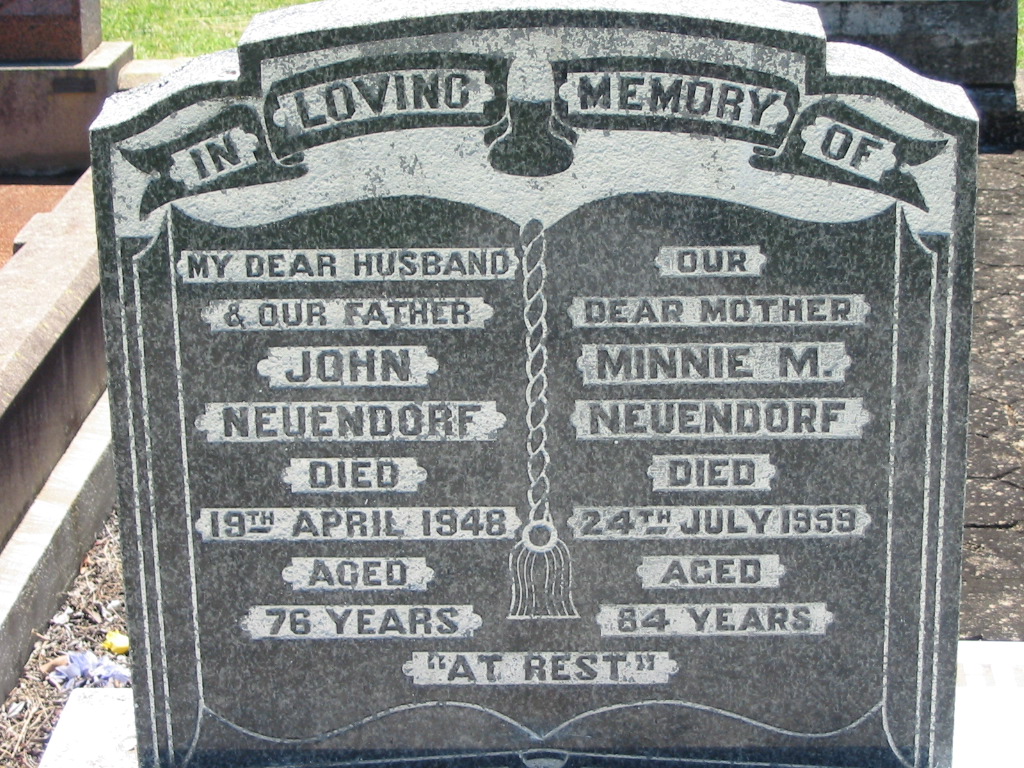 IN LOVING MEMORY OF
MY DEAR HUSBAND
& OUR FATHER
JOHN
NEUENDORF
DIED
19TH APRIL 1948
AGED
76 YEARS
OUR
DEAR MOTHER
MINNIE M.
NEUENDORF
DIED
24TH JULY 1959
AGED
84 YEARS
"AT REST"